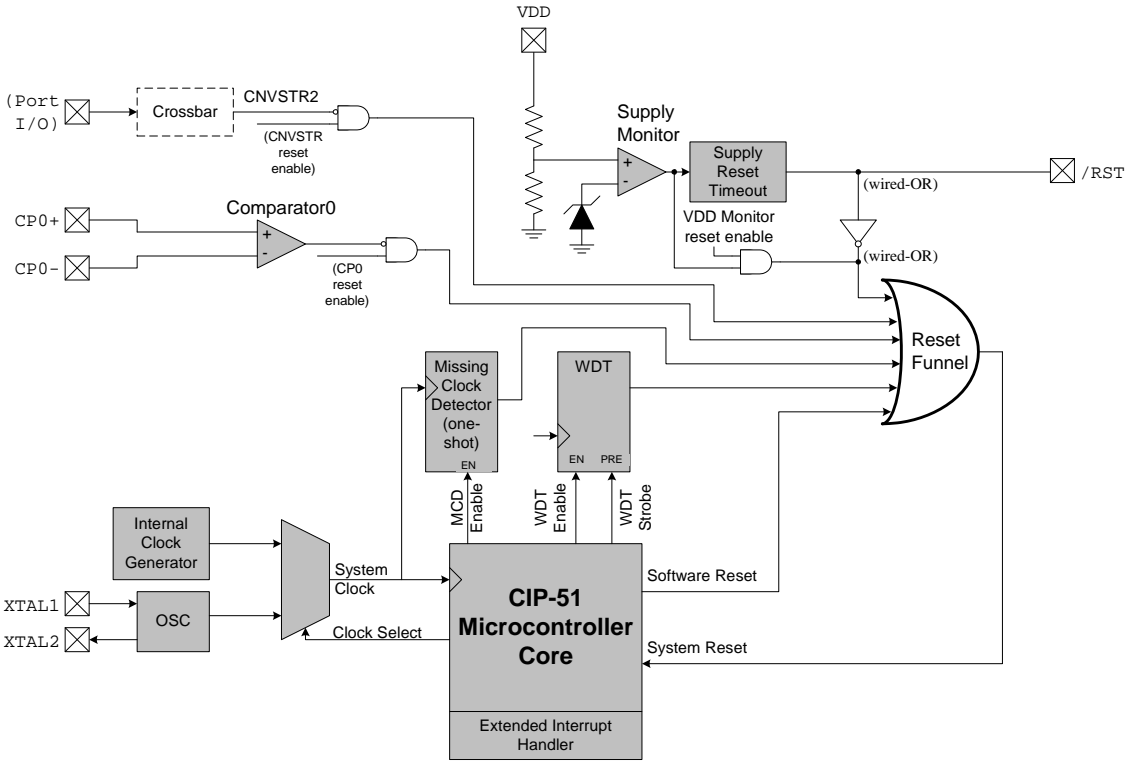 VDD
(Port
I/O)
Crossbar
CNVSTR2
(CNVSTR
reset
enable)
Supply
Monitor
+
-
Supply
Reset
Timeout
(wired-OR)
/RST
VDD Monitor
reset enable
(wired-OR)
CP0+
CP0-
Comparator0
+
-
(CP0
reset
enable)
Reset
Funnel
Missing
Clock
Detector
(one-
shot)
EN
WDT
EN
PRE
MCD
Enable
WDT
Enable
WDT
Strobe
Internal
Clock
Generator
System
Clock
XTAL1
XTAL2
OSC
Clock Select
CIP-51
Microcontroller
Core
Software Reset
System Reset
Extended Interrupt
Handler